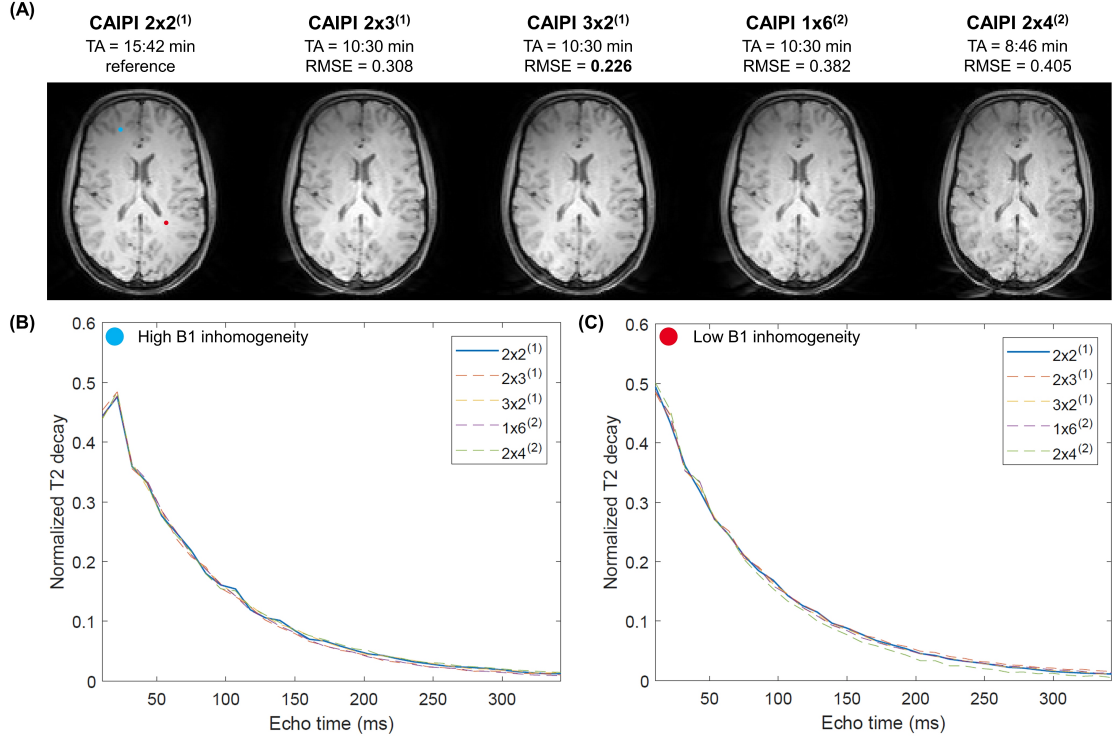 (A)
CAIPI 2x2(1)
TA = 15:42 min
reference
CAIPI 2x3(1)
TA = 10:30 min
RMSE = 0.308
CAIPI 3x2(1)
TA = 10:30 min
RMSE = 0.226
CAIPI 1x6(2)
TA = 10:30 min
RMSE = 0.382
CAIPI 2x4(2)
TA = 8:46 min
RMSE = 0.405
(B)
High B1 inhomogeneity
2x2(1)
2x3(1)
3x2(1)
1x6(2)
2x4(2)
Normalized T2 decay
0.6
0.5
0.4
0.3
0.2
0.1
0
50
100
150
200
250
300
Echo time (ms)
(C)
Low B1 inhomogeneity
2x2(1)
2x3(1)
3x2(1)
1x6(2)
2x4(2)
Normalized T2 decay
0.6
0.5
0.4
0.3
0.2
0.1
0
50
100
150
200
250
300
Echo time (ms)